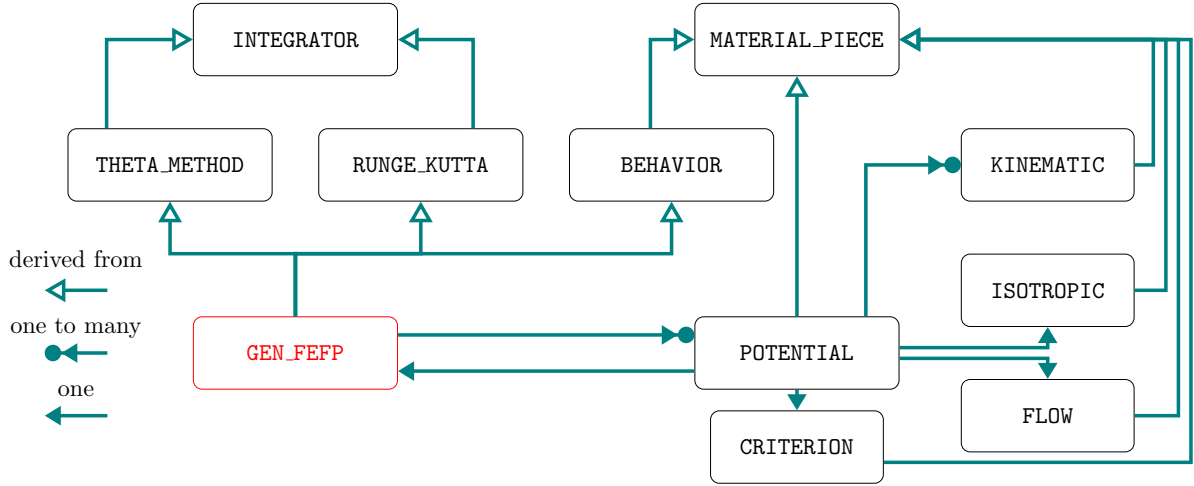 INTEGRATOR
MATERIAL_PIECE
THETA_METHOD
RUNGE_KUTTA
BEHAVIOR
KINEMATIC
derived from
ISOTROPIC
one to many
GEN_FEFP
POTENTIAL
one
FLOW
CRITERION